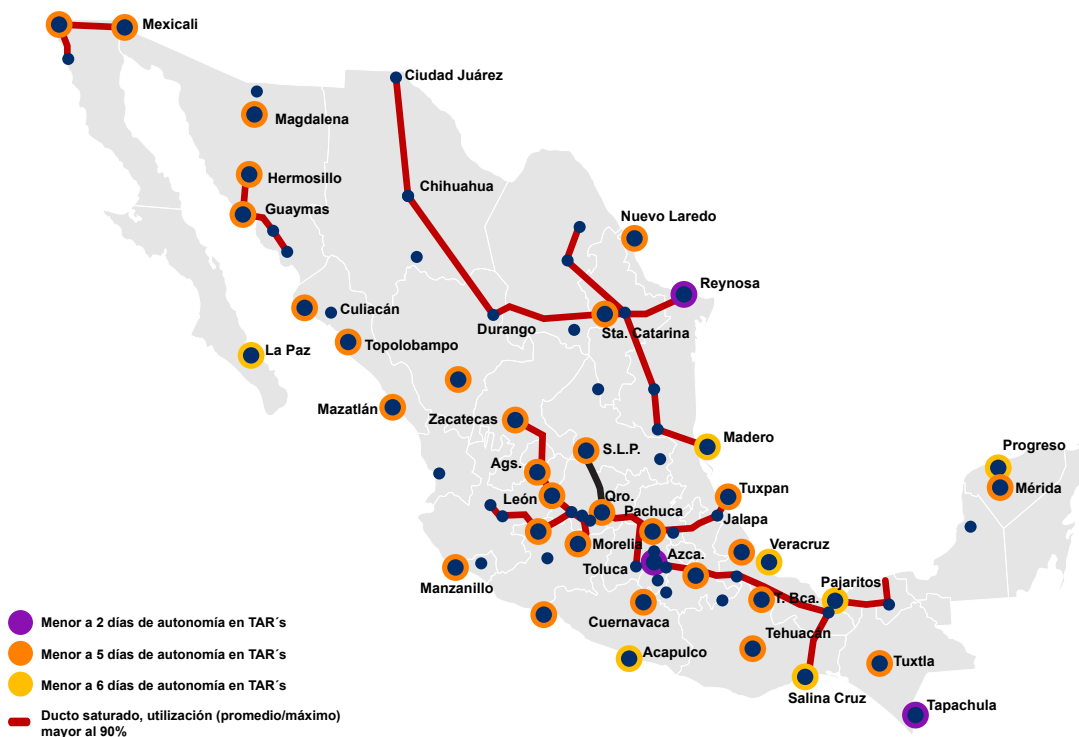 Mexicali
Ciudad Juárez
Magdalena
Hermosillo
Chihuahua
Guaymas
Nuevo Laredo
Reynosa
Culiacán
Durango
Sta. Catarina
La Paz
Topolobampo
Mazatlán
Zacatecas
Madero
S.L.P.
Progreso
Ags.
Mérida
León
Qro.
Tuxpan
Pachuca
Jalapa
Morelia
Azca.
Veracruz
Toluca
Manzanillo
Pajaritos
T. Bca.
Cuernavaca
Tehuacán
Acapulco
Tuxtla
Salina Cruz
Tapachula
Menor a 2 días de autonomía en TAR´s
Menor a 5 días de autonomía en TAR´s
Menor a 6 días de autonomía en TAR´s
Ducto saturado, utilización (promedio/máximo)
mayor al 90%